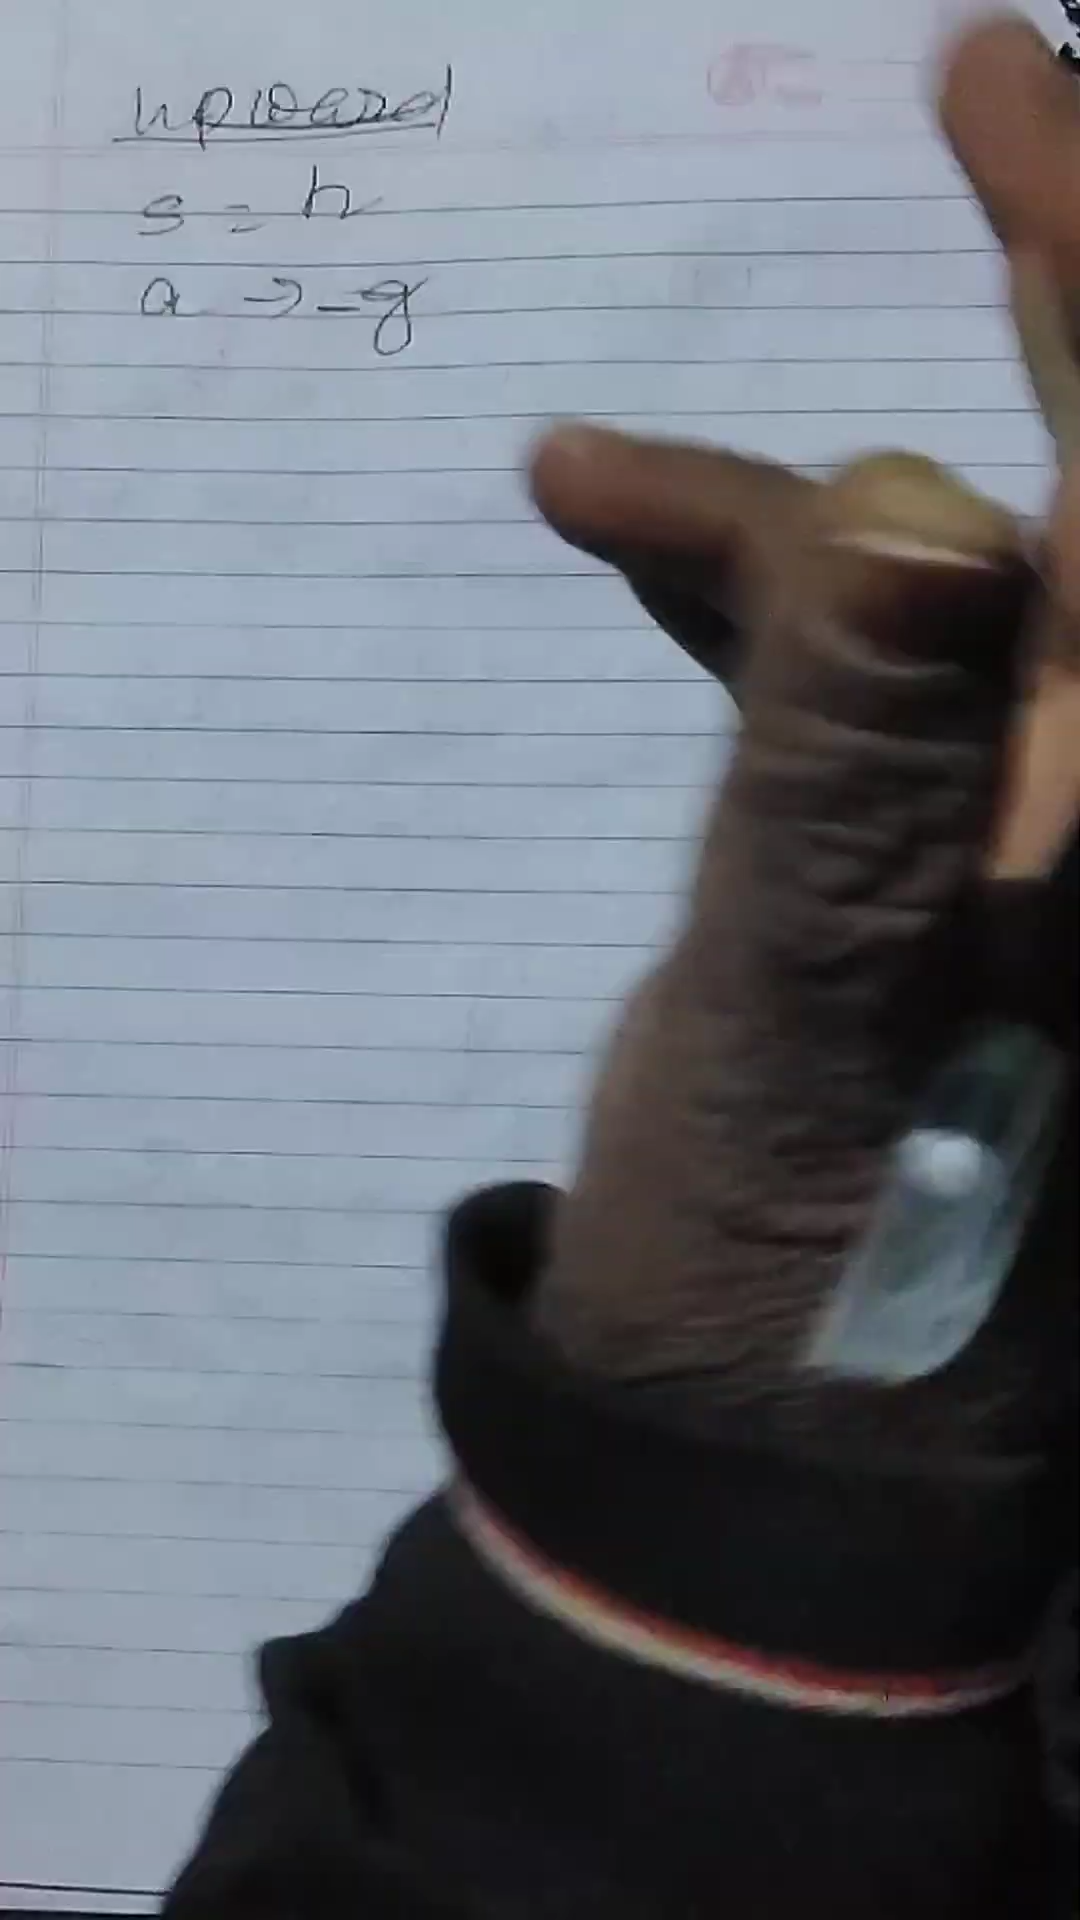 upward
s = h
a → -g